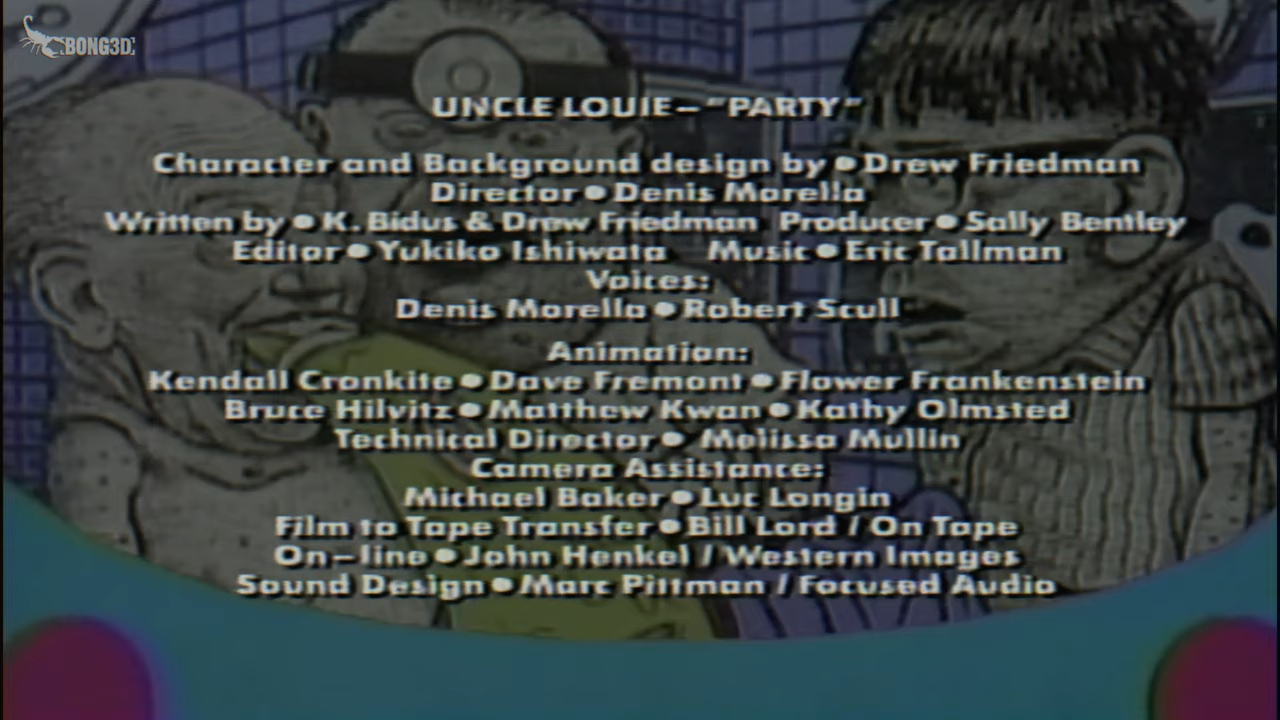 [BONG3D]
UNCLE LOUIE–"PARTY"
Character and Background design by●Drew Friedman
Director●Denis Morella
Written by●K. Bidus & Drew Friedman Producer●Sally Bentley
Editor●Yukiko Ishiwata Music●Eric Tallman
Voices:
Denis Morella●Robert Scull
Animation:
Kendall Cronkite●Dave Fremont●Flower Frankenstein
Bruce Hilvitz●Matthew Kwan●Kathy Olmsted
Technical Director●Melissa Mullin
Camera Assistance:
Michael Baker●Luc Longin
Film to Tape Transfer●Bill Lord / On Tape
On–line●John Henkel / Western Images
Sound Design●Marc Pittman / Focused Audio